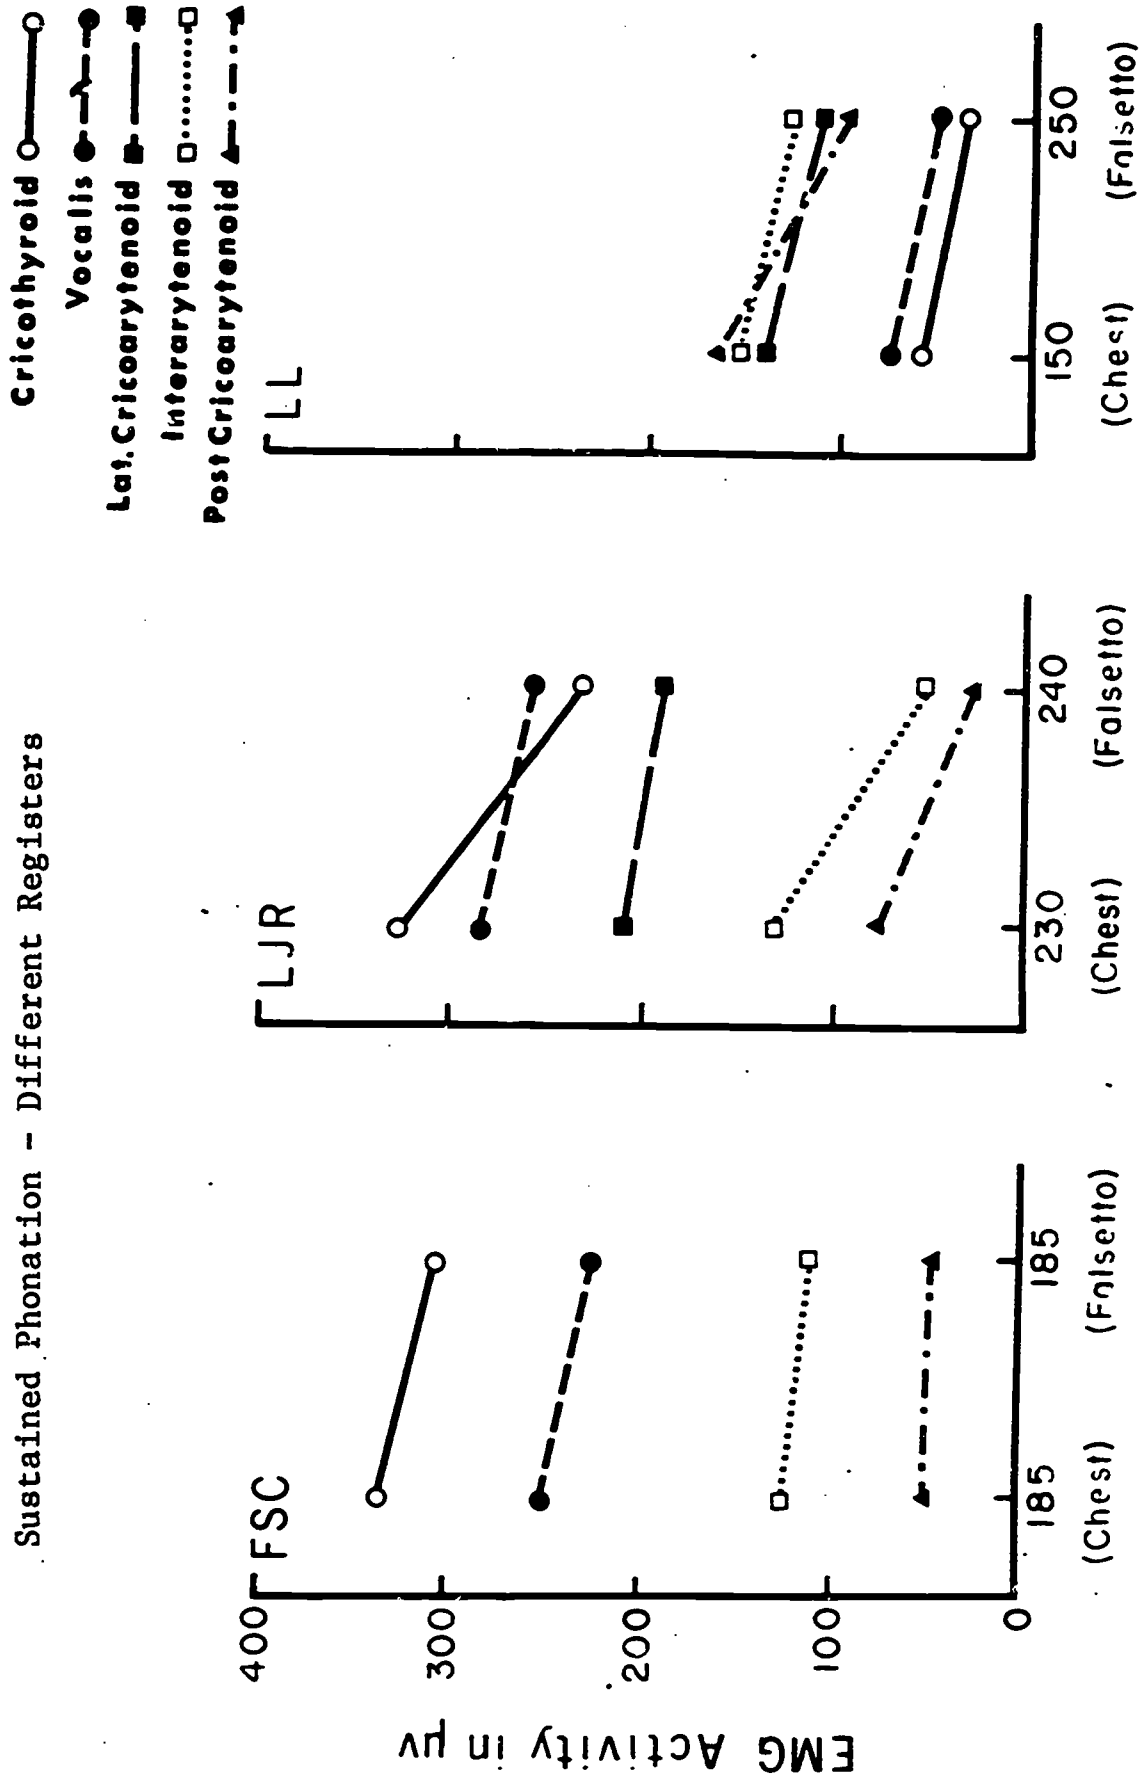 Sustained Phonation - Different Registers
Cricothyroid
Vocalis
Lat. Cricoarytenoid
Interarytenoid
Post Cricoarytenoid
EMG Activity in μv
400
300
200
100
0
FSC
185
185
(Chest)
(Falsetto)
LJR
230
240
(Chest)
(Falsetto)
LL
150
250
(Chest)
(Falsetto)